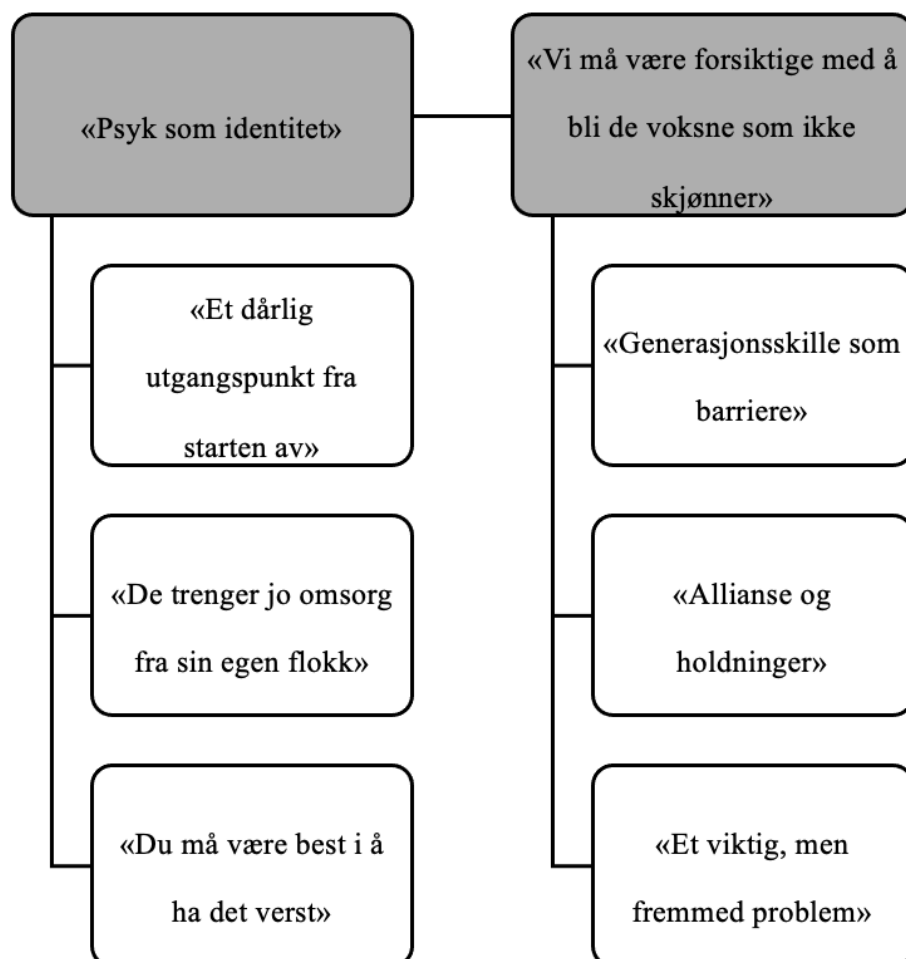 «Psyk som identitet»
«Et dårlig
utgangspunkt fra
starten av»
«De trenger jo omsorg
fra sin egen flokk»
«Du må være best i å
ha det verst»
«Vi må være forsiktige med å
bli de voksne som ikke
skjønner»
«Generasjonsskille som
barriere»
«Allianse og
holdninger»
«Et viktig, men
fremmed problem»